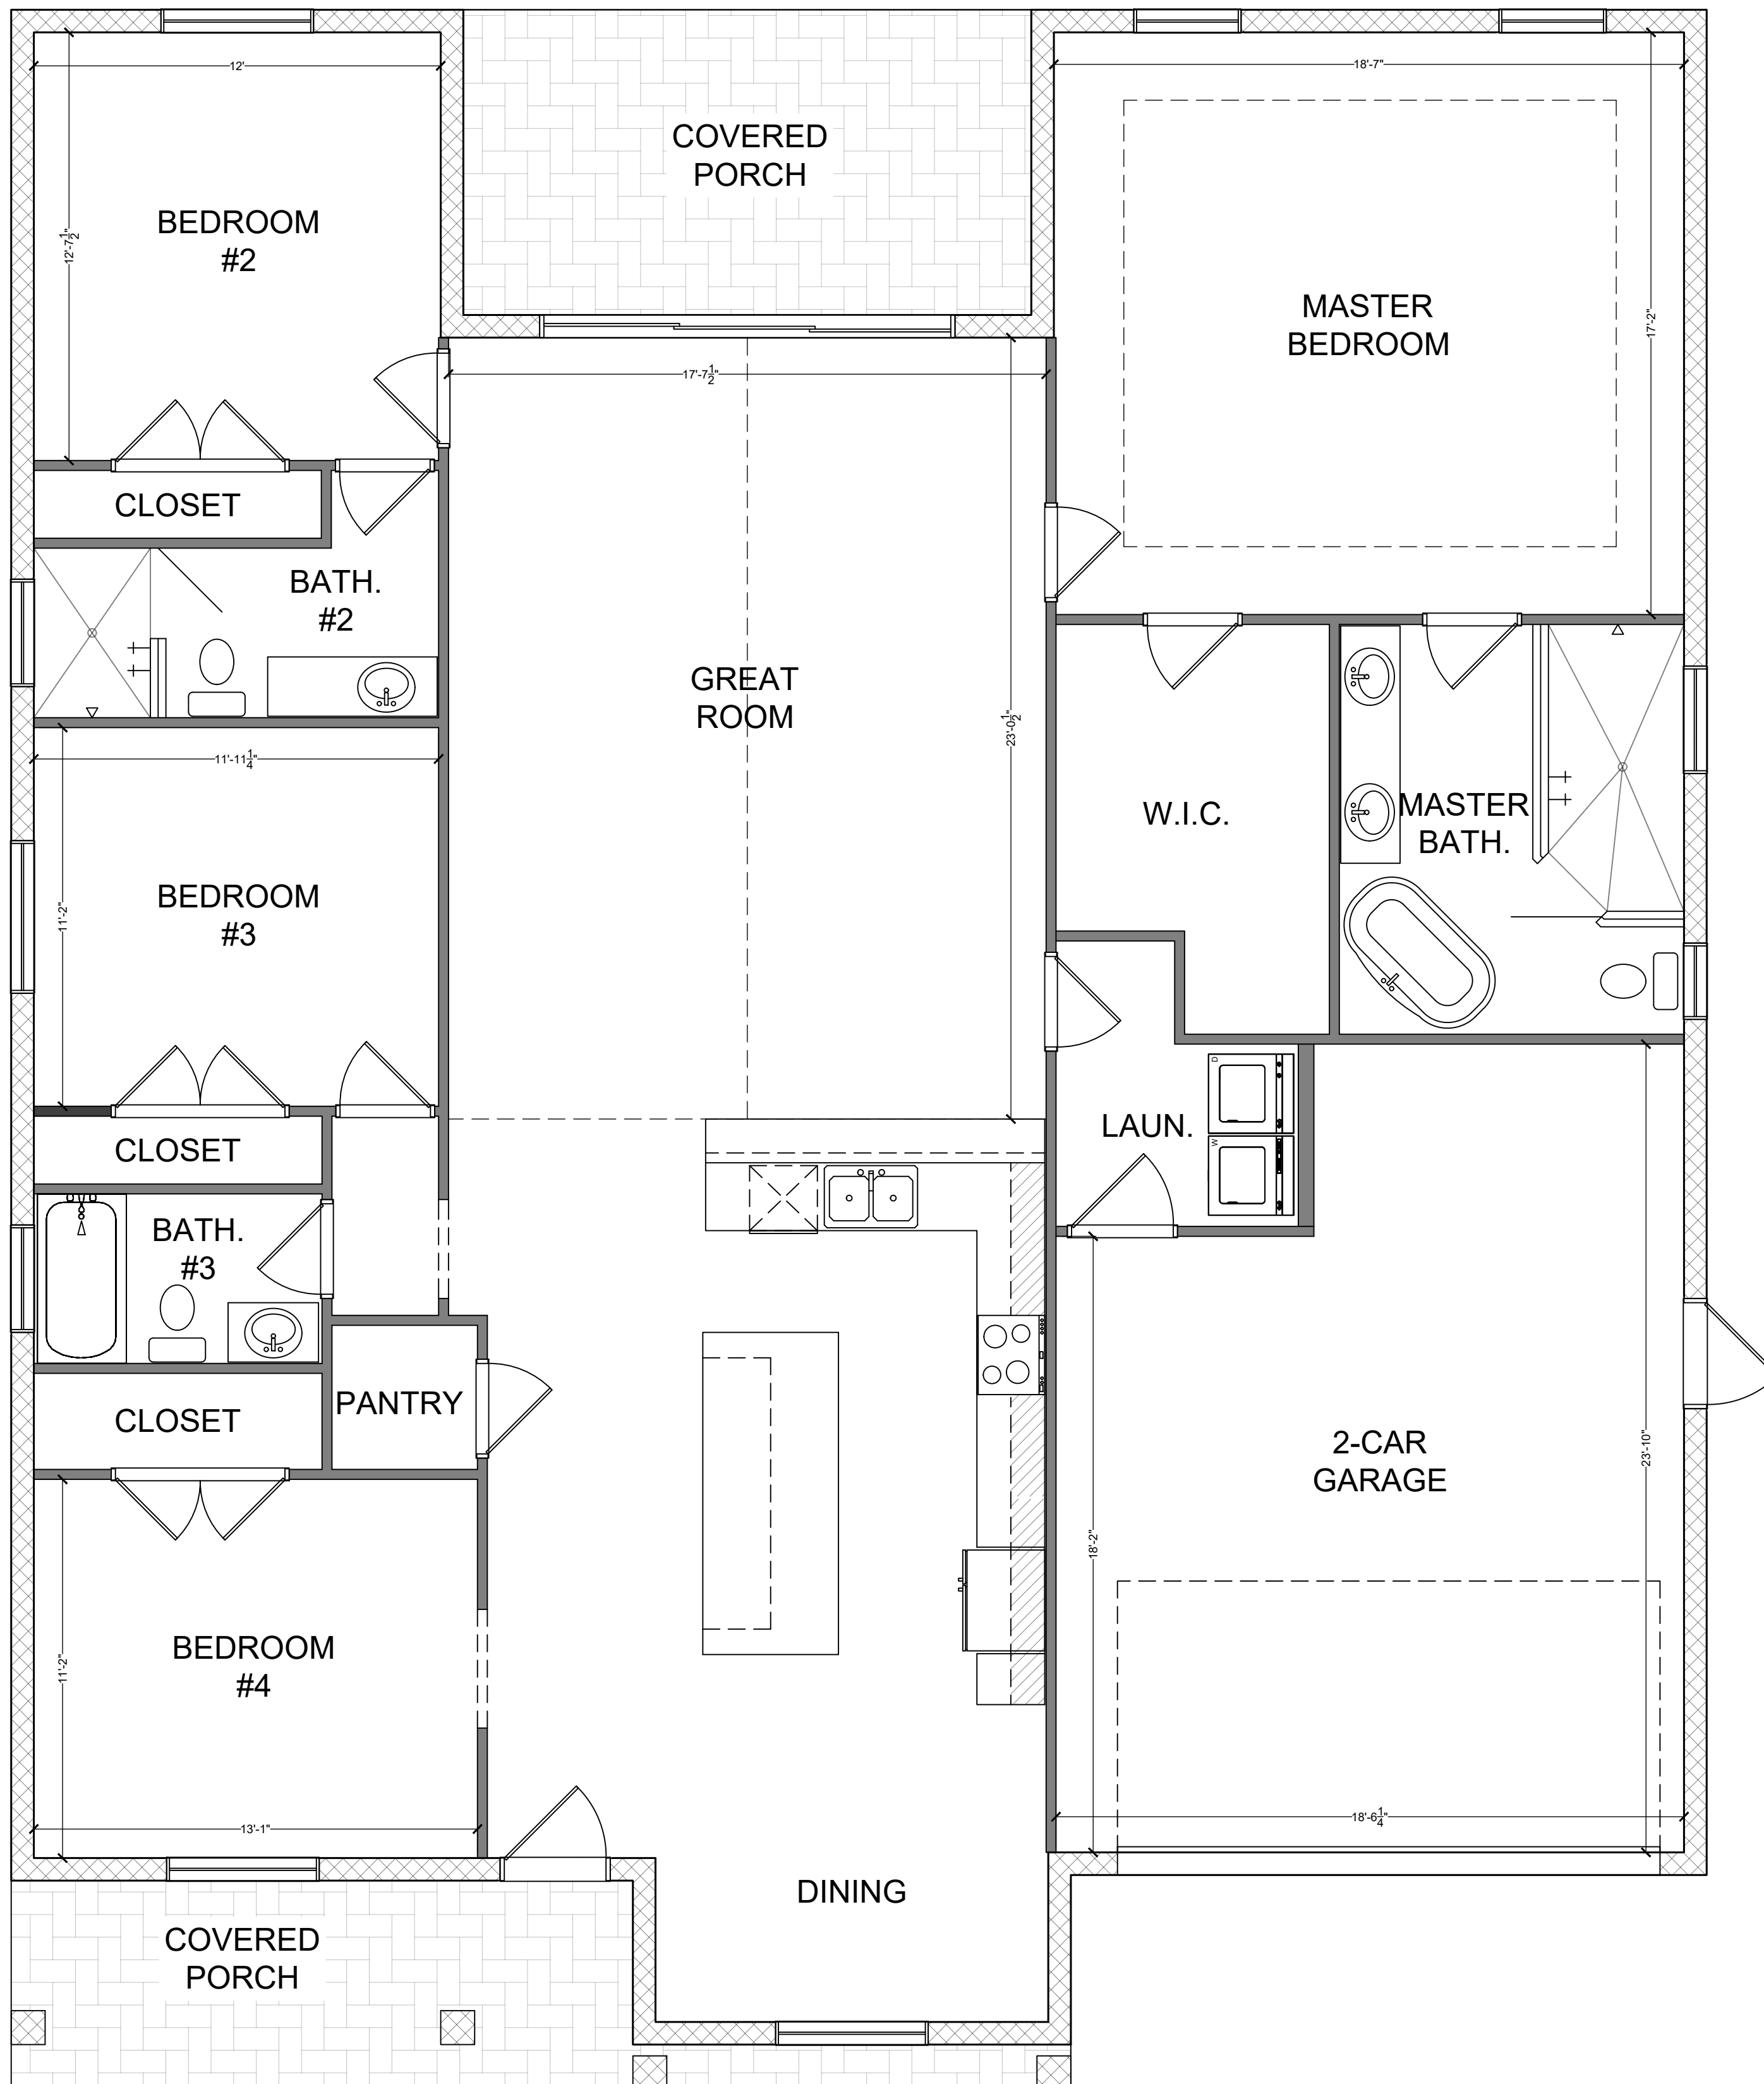 12'
18'-7"
COVERED
PORCH
BEDROOM
#2
12'-7 1/2"
MASTER
BEDROOM
17'-2"
17'-7 1/2"
CLOSET
BATH.
#2
GREAT
ROOM
23'-0 1/2"
11'-11 1/4"
W.I.C.
MASTER
BATH.
BEDROOM
#3
11'-2"
D
LAUN.
W
CLOSET
BATH.
#3
PANTRY
CLOSET
2-CAR
GARAGE
23'-10"
18'-2"
BEDROOM
#4
11'-2"
13'-1"
18'-6 1/4"
DINING
COVERED
PORCH